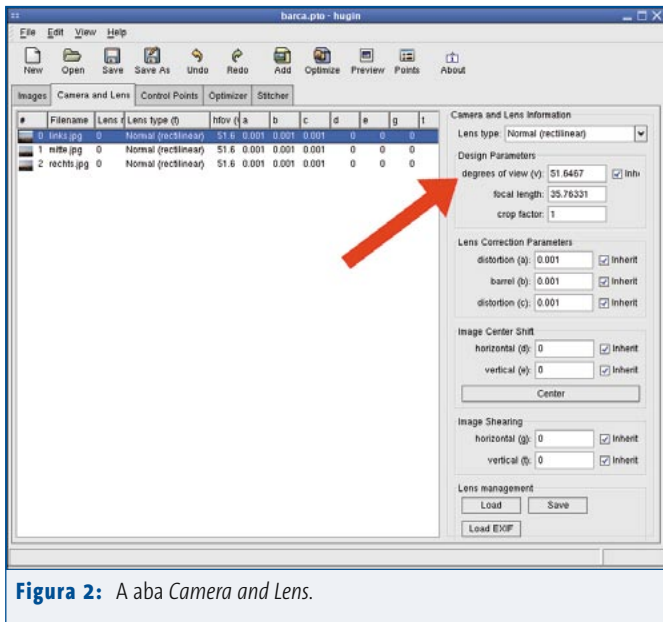 barca.pto - hugin
File Edit View Help
New Open Save Save As Undo Redo Add Optimize Preview Points About
Images Camera and Lens Control Points Optimizer Stitcher
# Filename Lens r Lens type (f) hfov ( a b c d e g t
0 links.jpg 0 Normal (rectilinear) 51.6 0.001 0.001 0.001 0 0 0 0
1 mitte.jpg 0 Normal (rectilinear) 51.6 0.001 0.001 0.001 0 0 0 0
2 rechts.jpg 0 Normal (rectilinear) 51.6 0.001 0.001 0.001 0 0 0 0
Camera and Lens Information
Lens type: Normal (rectilinear)
Design Parameters
degrees of view (v): 51.6467 Inh
focal length: 35.76331
crop factor: 1
Lens Correction Parameters
distortion (a): 0.001 Inherit
barrel (b): 0.001 Inherit
distortion (c): 0.001 Inherit
Image Center Shift
horizontal (d): 0 Inherit
vertical (e): 0 Inherit
Center
Image Shearing
horizontal (g): 0 Inherit
vertical (t): 0 Inherit
Lens management
Load Save
Load EXIF
Figura 2: A aba Camera and Lens.